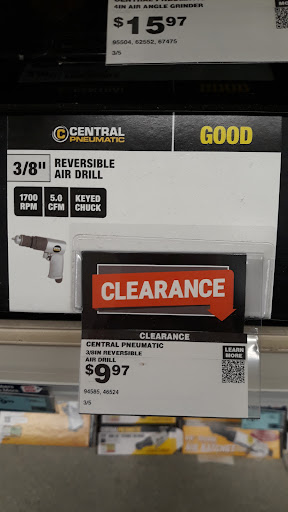 4IN AIR ANGLE GRINDER
$15.97
95504, 62552, 67475
3/5
CENTRAL
PNEUMATIC
GOOD
3/8"
REVERSIBLE
AIR DRILL
1700
RPM
5.0
CFM
KEYED
CHUCK
CLEARANCE
CLEARANCE
CENTRAL PNEUMATIC
3/8IN REVERSIBLE
AIR DRILL
LEARN
MORE
$9.97
94585, 46524
3/5